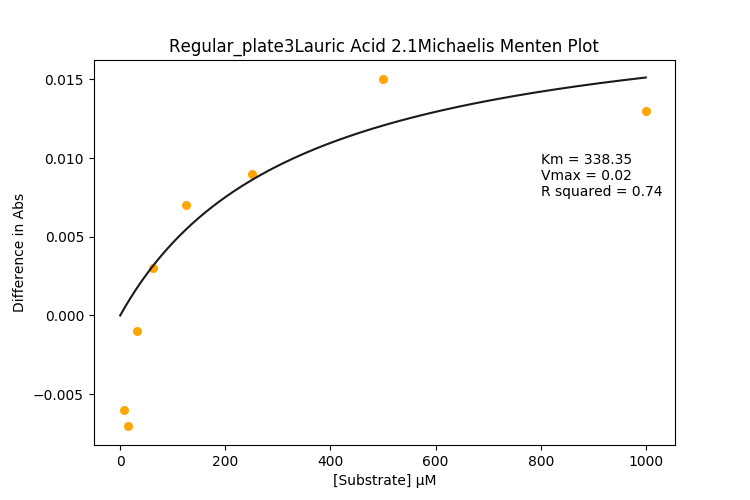 Regular_plate3Lauric Acid 2.1Michaelis Menten Plot
0.015
0.010
0.005
0.000
−0.005
Difference in Abs
Km = 338.35
Vmax = 0.02
R squared = 0.74
0 200 400 600 800 1000
[Substrate] μM